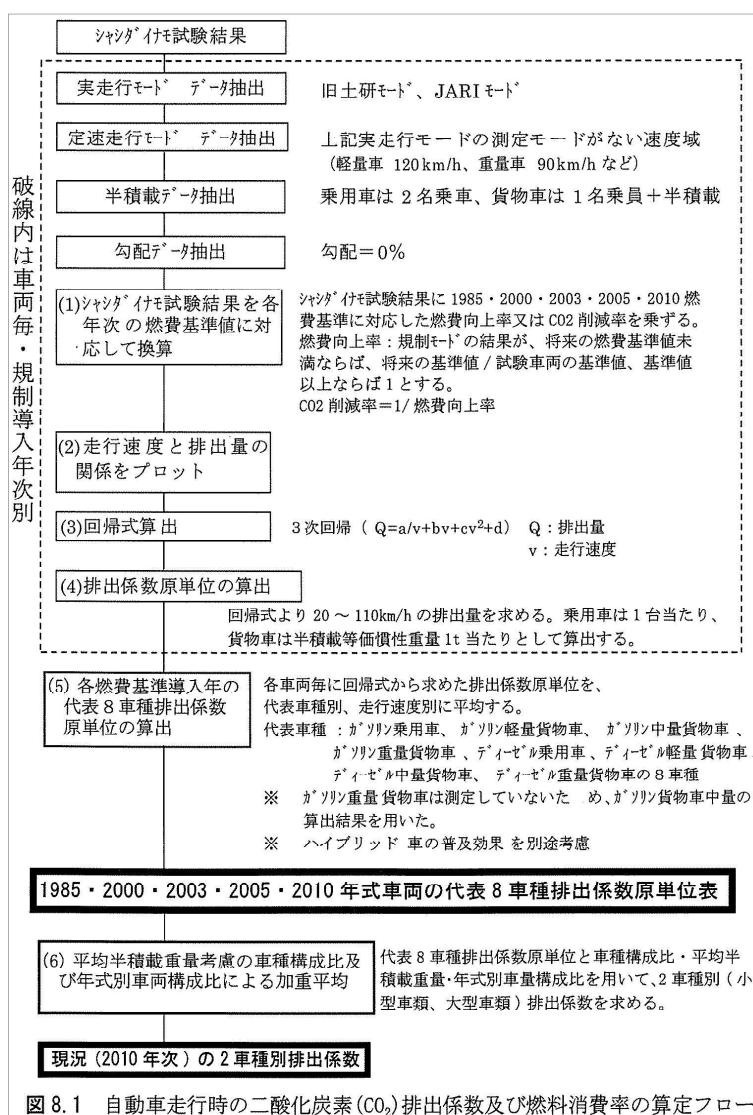 シャシダイナモ試験結果
実走行モード データ抽出
旧土研モード、JARIモード
定速走行モード データ抽出
上記実走行モードの測定モードがない速度域
(軽量車 120km/h、重量車 90km/h など)
半積載データ抽出
乗用車は2名乗車、貨物車は1名乗員+半積載
勾配データ抽出
勾配=0%
破線内は車両毎・規制導入年次別
(1)シャシダイナモ試験結果を各
年次の燃費基準値に対
応して換算
シャシダイナモ試験結果に1985・2000・2003・2005・2010燃
費基準に対応した燃費向上率又はCO2削減率を乗ずる。
燃費向上率:規制モードの結果が、将来の燃費基準値未
満ならば、将来の基準値/試験車両の基準値、基準値
以上ならば1とする。
CO2削減率=1/燃費向上率
(2)走行速度と排出量の
関係をプロット
(3)回帰式算出
3次回帰( Q=a/v+bv+cv²+d) Q:排出量
v:走行速度
(4)排出係数原単位の算出
回帰式より20~110km/hの排出量を求める。乗用車は1台当たり、
貨物車は半積載等価慣性重量1t当たりとして算出する。
(5) 各燃費基準導入年の
代表8車種排出係数
原単位の算出
各車両毎に回帰式から求めた排出係数原単位を、
代表車種別、走行速度別に平均する。
代表車種 :ガソリン乗用車、ガソリン軽量貨物車、ガソリン中量貨物車、
ガソリン重量貨物車、ディーゼル乗用車、ディーゼル軽量貨物車
ディーゼル中量貨物車、ディーゼル重量貨物車の8車種
※ ガソリン重量貨物車は測定していないた め、ガソリン貨物車中量の
算出結果を用いた。
※ ハイブリッド 車の普及効果 を別途考慮
1985・2000・2003・2005・2010年式車両の代表8車種排出係数原単位表
(6) 平均半積載重量考慮の車種構成比及
び年式別車両構成比による加重平均
代表8車種排出係数原単位と車種構成比・平均半
積載重量・年式別車量構成比を用いて、2車種別(小
型車類、大型車類)排出係数を求める。
現況(2010年次)の2車種別排出係数
図8.1 自動車走行時の二酸化炭素(CO₂)排出係数及び燃料消費率の算定フロー